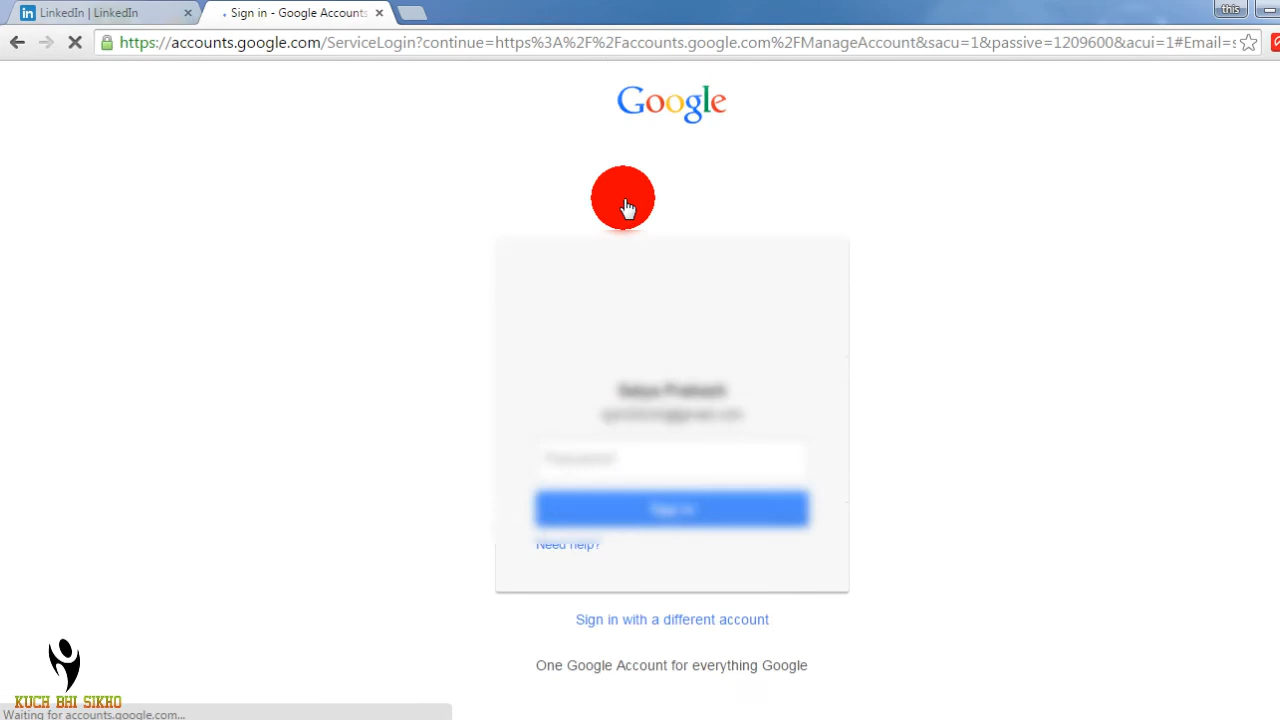 LinkedIn | LinkedIn
Sign in - Google Accounts
this
https://accounts.google.com/ServiceLogin?continue=https%3A%2F%2Faccounts.google.com%2FManageAccount&sacu=1&passive=1209600&acui=1#Email=s
Google
Sign in
Need help?
Sign in with a different account
One Google Account for everything Google
KUCH BHI SIKHO
Waiting for accounts.google.com...